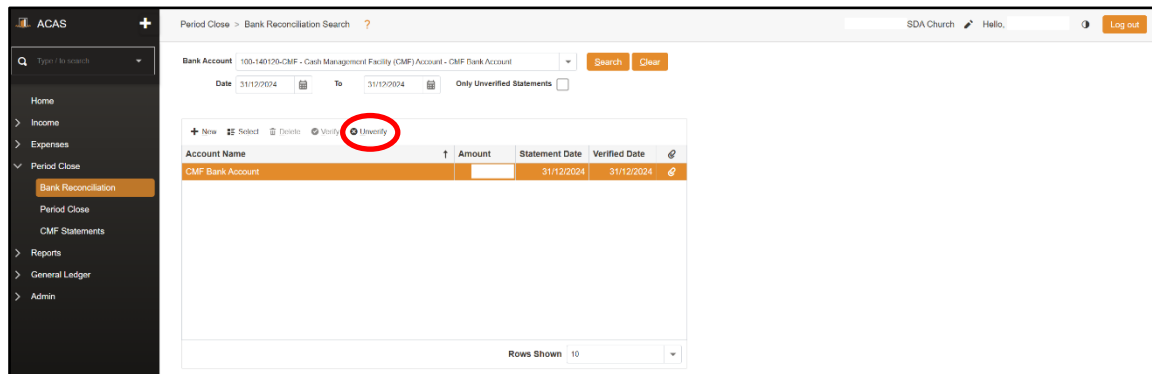 ACAS +
Period Close > Bank Reconciliation Search ?
SDA Church Hello,
Log out
Type / to search
Bank Account 100-140120-CMF - Cash Management Facility (CMF) Account - CMF Bank Account
Search Clear
Date 31/12/2024 To 31/12/2024 Only Unverified Statements
Home
Income
Expenses
Period Close
Bank Reconciliation
Period Close
CMF Statements
Reports
General Ledger
Admin
+ New Select Delete Verify Unverify
Account Name ↑ Amount Statement Date Verified Date
CMF Bank Account 31/12/2024 31/12/2024
Rows Shown 10